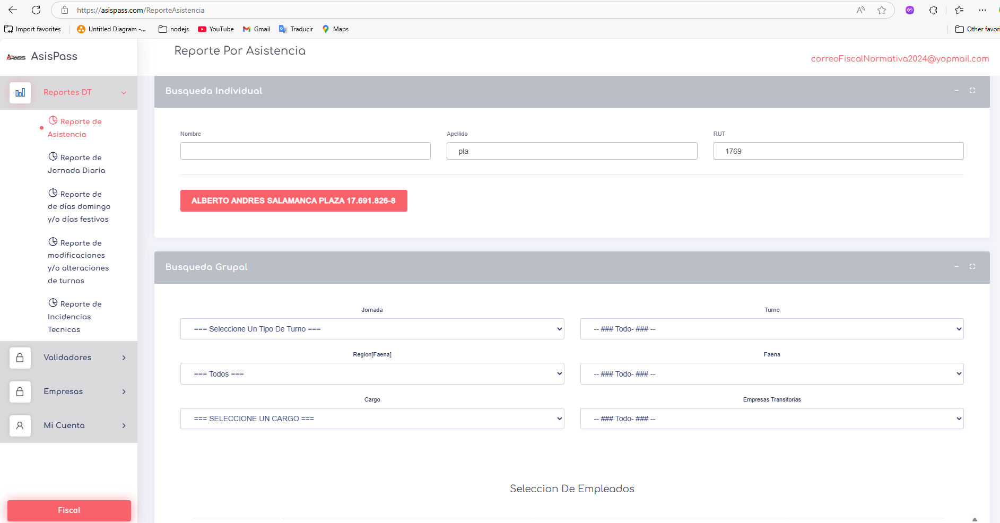 https://asispass.com/ReporteAsistencia
Import favorites
Untitled Diagram -...
nodejs
YouTube
Gmail
Traducir
Maps
Other favori
AsisPass
Reporte Por Asistencia
correoFiscalNormativa2024@yopmail.com
Reportes DT
Reporte de
Asistencia
Reporte de
Jornada Diaria
Reporte de
de días domingo
y/o días festivos
Reporte de
modificaciones
y/o alteraciones
de turnos
Reporte de
Incidencias
Tecnicas
Validadores
Empresas
Mi Cuenta
Fiscal
Busqueda Individual
Nombre
Apellido
RUT
pla
1769
ALBERTO ANDRES SALAMANCA PLAZA 17.691.826-8
Busqueda Grupal
Jornada
Turno
=== Seleccione Un Tipo De Turno ===
-- ### Todo- ### --
Region[Faena]
Faena
=== Todos ===
-- ### Todo- ### --
Cargo
Empresas Transitorias
=== SELECCIONE UN CARGO ===
-- ### Todo- ### --
Seleccion De Empleados